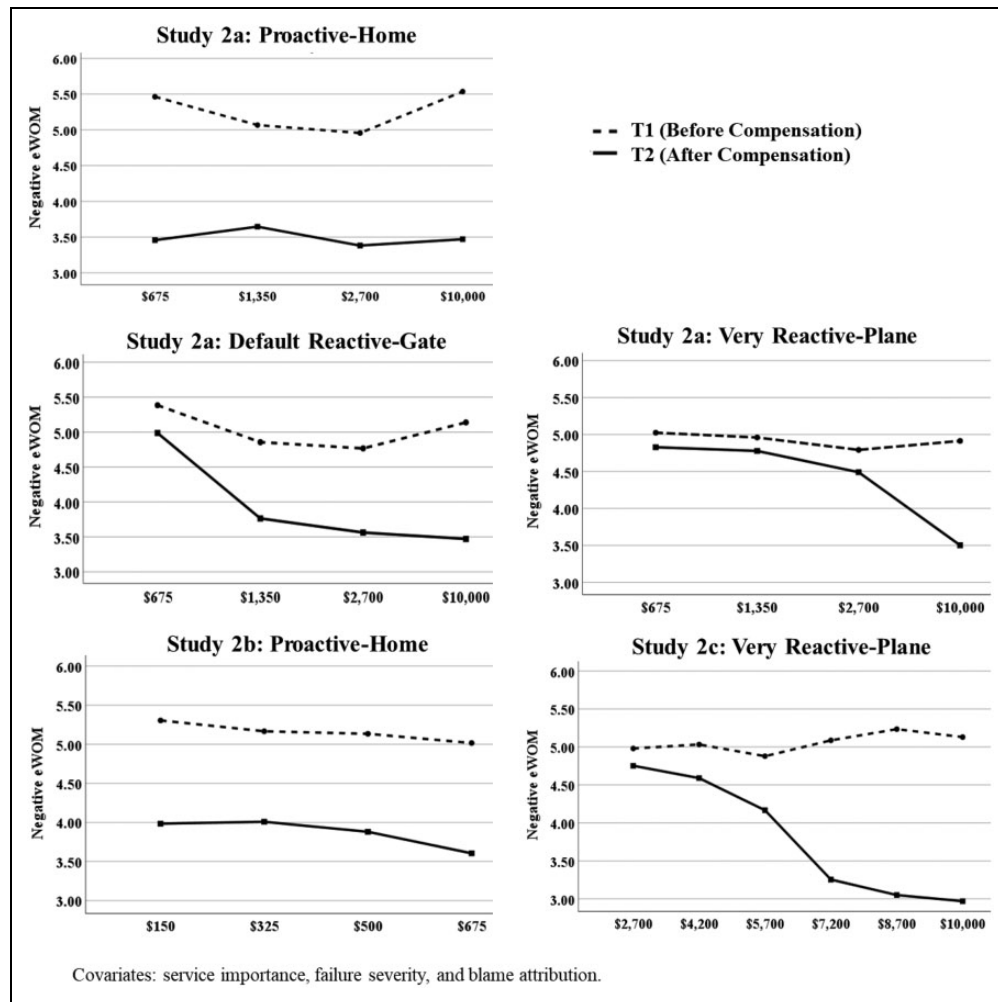 Study 2a: Proactive-Home
Negative eWOM
6.00
5.50
5.00
4.50
4.00
3.50
3.00
$675 $1,350 $2,700 $10,000
T1 (Before Compensation)
T2 (After Compensation)
Study 2a: Default Reactive-Gate
Negative eWOM
6.00
5.50
5.00
4.50
4.00
3.50
3.00
$675 $1,350 $2,700 $10,000
Study 2a: Very Reactive-Plane
Negative eWOM
6.00
5.50
5.00
4.50
4.00
3.50
3.00
$675 $1,350 $2,700 $10,000
Study 2b: Proactive-Home
Negative eWOM
6.00
5.50
5.00
4.50
4.00
3.50
3.00
$150 $325 $500 $675
Study 2c: Very Reactive-Plane
Negative eWOM
6.00
5.50
5.00
4.50
4.00
3.50
3.00
$2,700 $4,200 $5,700 $7,200 $8,700 $10,000
Covariates: service importance, failure severity, and blame attribution.